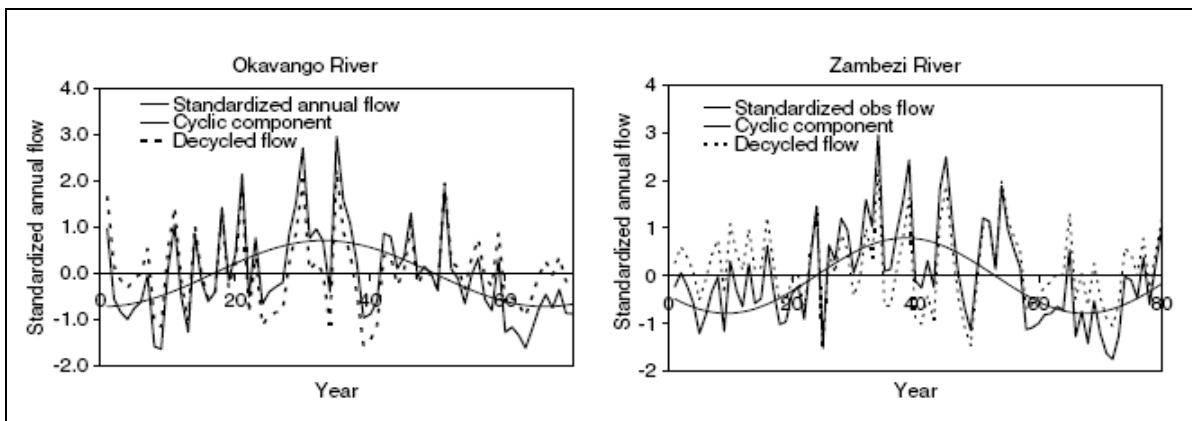 Okavango River
4.0
3.0
2.0
1.0
0.0
-1.0
-2.0
Standardized annual flow
Standardized annual flow
Cyclic component
Decycled flow
0
20
40
60
Year
Zambezi River
4
3
2
1
0
-1
-2
Standardized annual flow
Standardized obs flow
Cyclic component
Decycled flow
0
20
40
60
80
Year